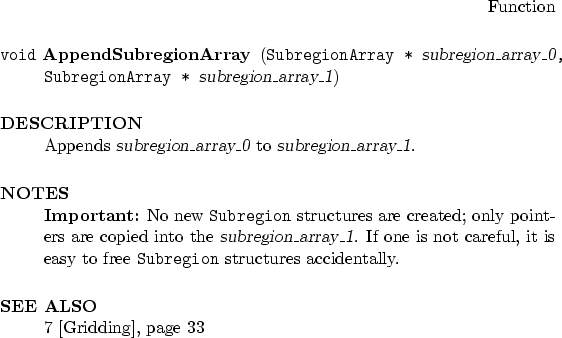 Function
void AppendSubregionArray (SubregionArray * subregion_array_0,
SubregionArray * subregion_array_1)
DESCRIPTION
Appends subregion_array_0 to subregion_array_1.
NOTES
Important: No new Subregion structures are created; only point-
ers are copied into the subregion_array_1. If one is not careful, it is
easy to free Subregion structures accidentally.
SEE ALSO
7 [Gridding], page 33